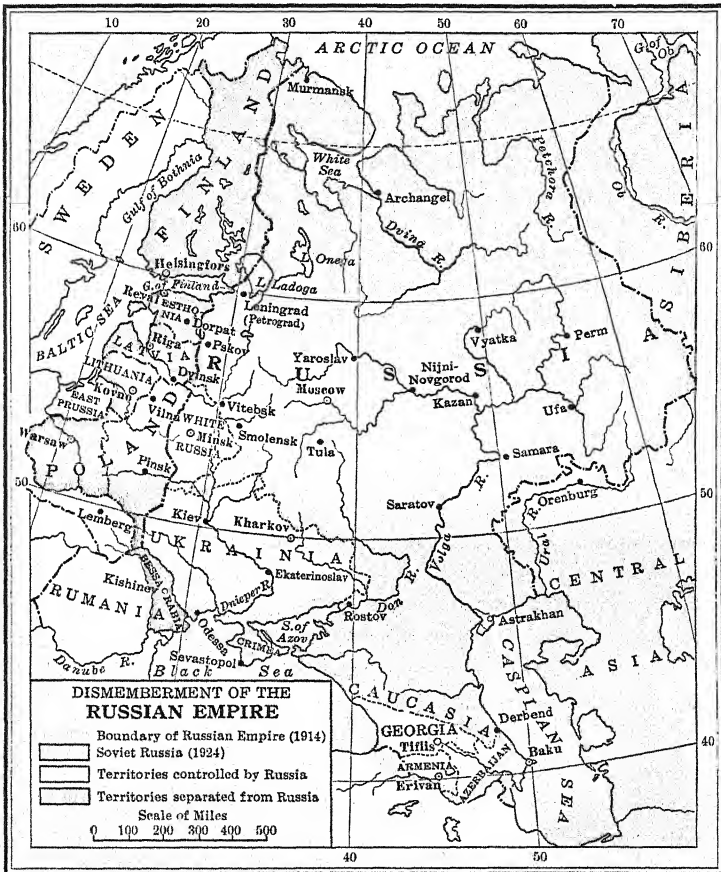 10 20 30 40 50 60 70
ARCTIC OCEAN
G. of Ob
Murmansk
SWEDEN
FINLAND
Gulf of Bothnia
White Sea
Archangel
Petchora R.
Ob R.
SIBERIA
Dvina R.
60
60
L. Onega
Helsingfors
G. of Finland
L. Ladoga
Reval
ESTHONIA
Leningrad
(Petrograd)
Dorpat
BALTIC SEA
Riga
Pskov
LATVIA
RUSSIA
Yaroslav
Vyatka
Perm
Dvinsk
Nijni-
Novgorod
LITHUANIA
Kovno
Moscow
Kazan
EAST
PRUSSIA
Vilna
WHITE
RUSSIA
Vitebsk
Ufa
Minsk
Smolensk
Warsaw
Tula
Samara
POLAND
Pinsk
50
50
Orenburg
Saratov
Lemberg
Kiev
Kharkov
Volga R.
Ural R.
UKRAINIA
CENTRAL
ASIA
Ekaterinoslav
Kishinev
BESSARABIA
Dnieper R.
Don R.
RUMANIA
Rostov
Astrakhan
Odessa
S. of
Azov
CRIMEA
Danube R.
Sevastopol
Black Sea
CASPIAN SEA
CAUCASIA
Derbend
GEORGIA
Tiflis
Baku
ARMENIA
AZERBAIJAN
Erivan
40
40 50
DISMEMBERMENT OF THE
RUSSIAN EMPIRE
Boundary of Russian Empire (1914)
Soviet Russia (1924)
Territories controlled by Russia
Territories separated from Russia
Scale of Miles
0 100 200 300 400 500